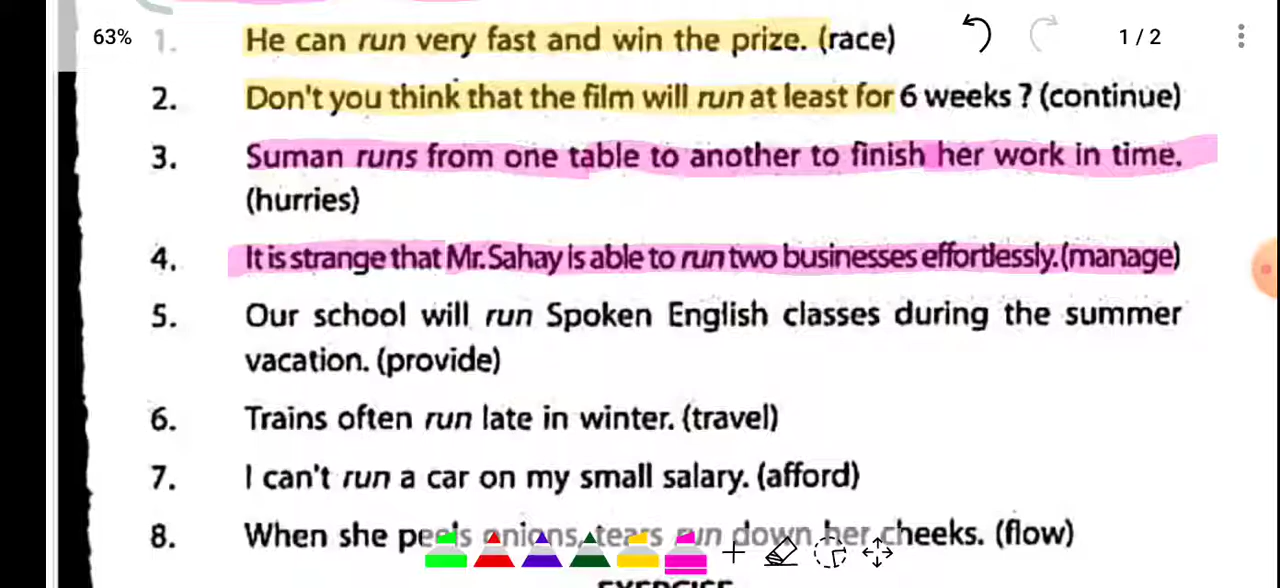 63%
1 / 2
1. He can run very fast and win the prize. (race)
2. Don't you think that the film will run at least for 6 weeks ? (continue)
3. Suman runs from one table to another to finish her work in time.
(hurries)
4. It is strange that Mr. Sahay is able to run two businesses effortlessly. (manage)
5. Our school will run Spoken English classes during the summer
vacation. (provide)
6. Trains often run late in winter. (travel)
7. I can't run a car on my small salary. (afford)
8. When she peels onions, tears run down her cheeks. (flow)
EXERCISE